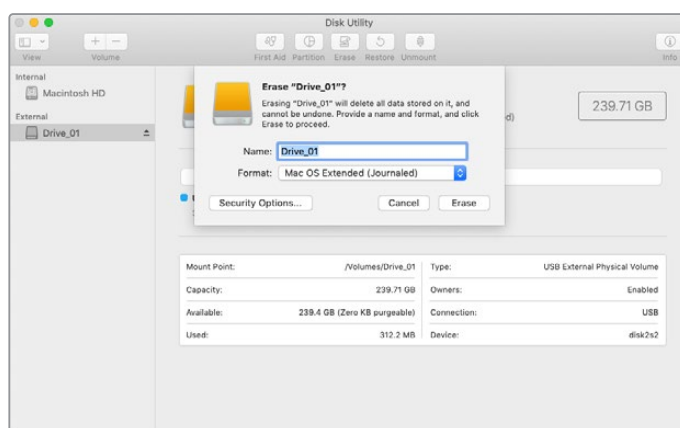 Disk Utility
View
Volume
First Aid
Partition
Erase
Restore
Unmount
Info
Internal
Macintosh HD
External
Drive_01
Erase “Drive_01”?
Erasing “Drive_01” will delete all data stored on it, and
cannot be undone. Provide a name and format, and click
Erase to proceed.
Name: Drive_01
Format: Mac OS Extended (Journaled)
Security Options...
Cancel
Erase
d)
239.71 GB
Mount Point: /Volumes/Drive_01
Type: USB External Physical Volume
Capacity: 239.71 GB
Owners: Enabled
Available: 239.4 GB (Zero KB purgeable)
Connection: USB
Used: 312.2 MB
Device: disk2s2